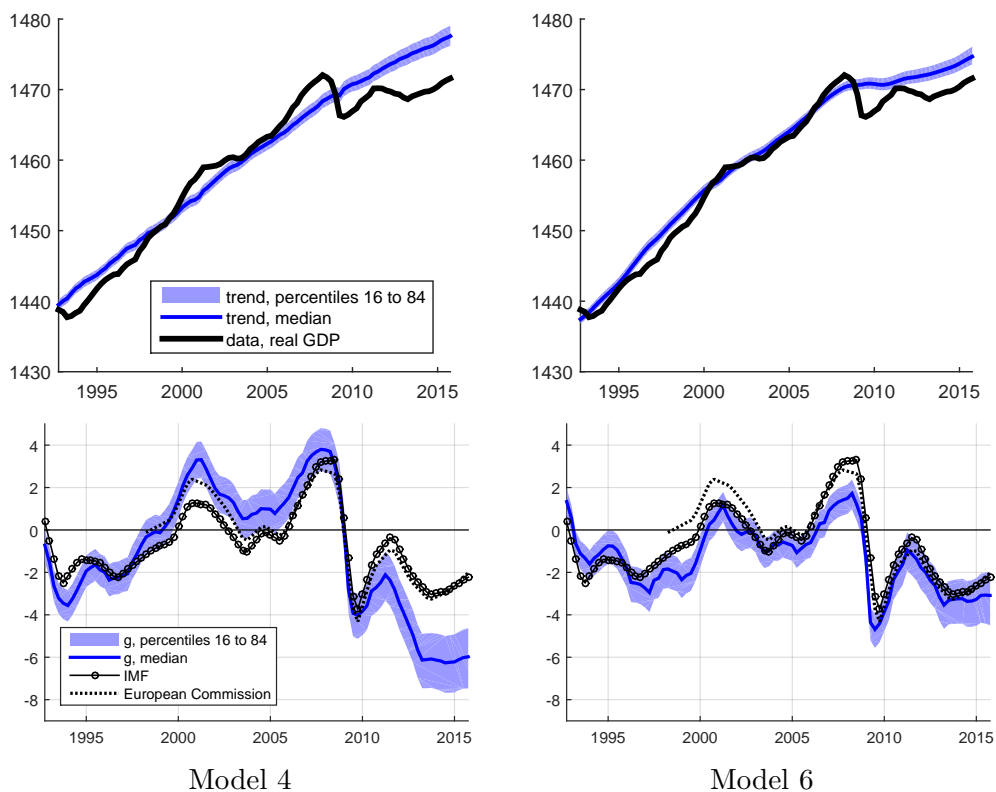 1480
1470
1460
1450
1440
1430
1995 2000 2005 2010 2015
trend, percentiles 16 to 84
trend, median
data, real GDP
1480
1470
1460
1450
1440
1430
1995 2000 2005 2010 2015
4
2
0
-2
-4
-6
-8
1995 2000 2005 2010 2015
g, percentiles 16 to 84
g, median
IMF
European Commission
4
2
0
-2
-4
-6
-8
1995 2000 2005 2010 2015
Model 4
Model 6